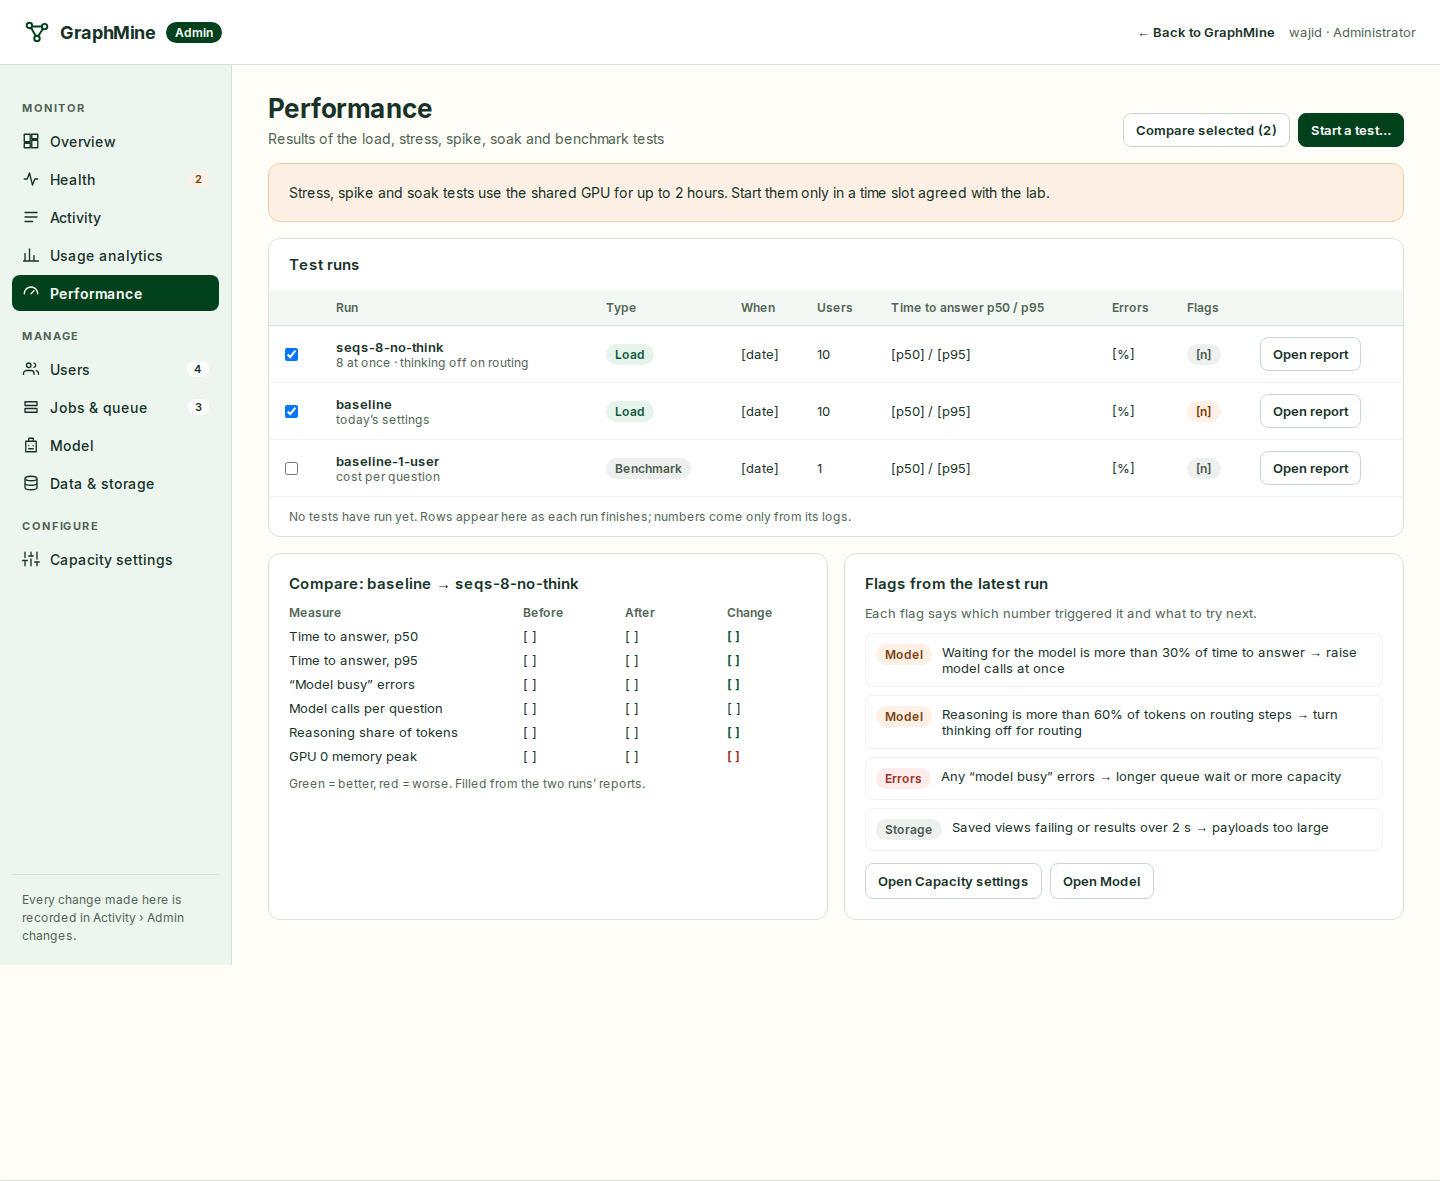 GraphMine Admin
← Back to GraphMine wajid · Administrator
MONITOR
Overview
Health 2
Activity
Usage analytics
Performance
MANAGE
Users 4
Jobs & queue 3
Model
Data & storage
CONFIGURE
Capacity settings
Every change made here is
recorded in Activity › Admin
changes.
Performance
Results of the load, stress, spike, soak and benchmark tests
Compare selected (2) Start a test...
Stress, spike and soak tests use the shared GPU for up to 2 hours. Start them only in a time slot agreed with the lab.
Test runs
Run Type When Users Time to answer p50 / p95 Errors Flags
seqs-8-no-think
8 at once · thinking off on routing
Load [date] 10 [p50] / [p95] [%] [n] Open report
baseline
today’s settings
Load [date] 10 [p50] / [p95] [%] [n] Open report
baseline-1-user
cost per question
Benchmark [date] 1 [p50] / [p95] [%] [n] Open report
No tests have run yet. Rows appear here as each run finishes; numbers come only from its logs.
Compare: baseline → seqs-8-no-think
Measure Before After Change
Time to answer, p50 [ ] [ ] [ ]
Time to answer, p95 [ ] [ ] [ ]
“Model busy” errors [ ] [ ] [ ]
Model calls per question [ ] [ ] [ ]
Reasoning share of tokens [ ] [ ] [ ]
GPU 0 memory peak [ ] [ ] [ ]
Green = better, red = worse. Filled from the two runs’ reports.
Flags from the latest run
Each flag says which number triggered it and what to try next.
Model Waiting for the model is more than 30% of time to answer → raise
model calls at once
Model Reasoning is more than 60% of tokens on routing steps → turn
thinking off for routing
Errors Any “model busy” errors → longer queue wait or more capacity
Storage Saved views failing or results over 2 s → payloads too large
Open Capacity settings Open Model